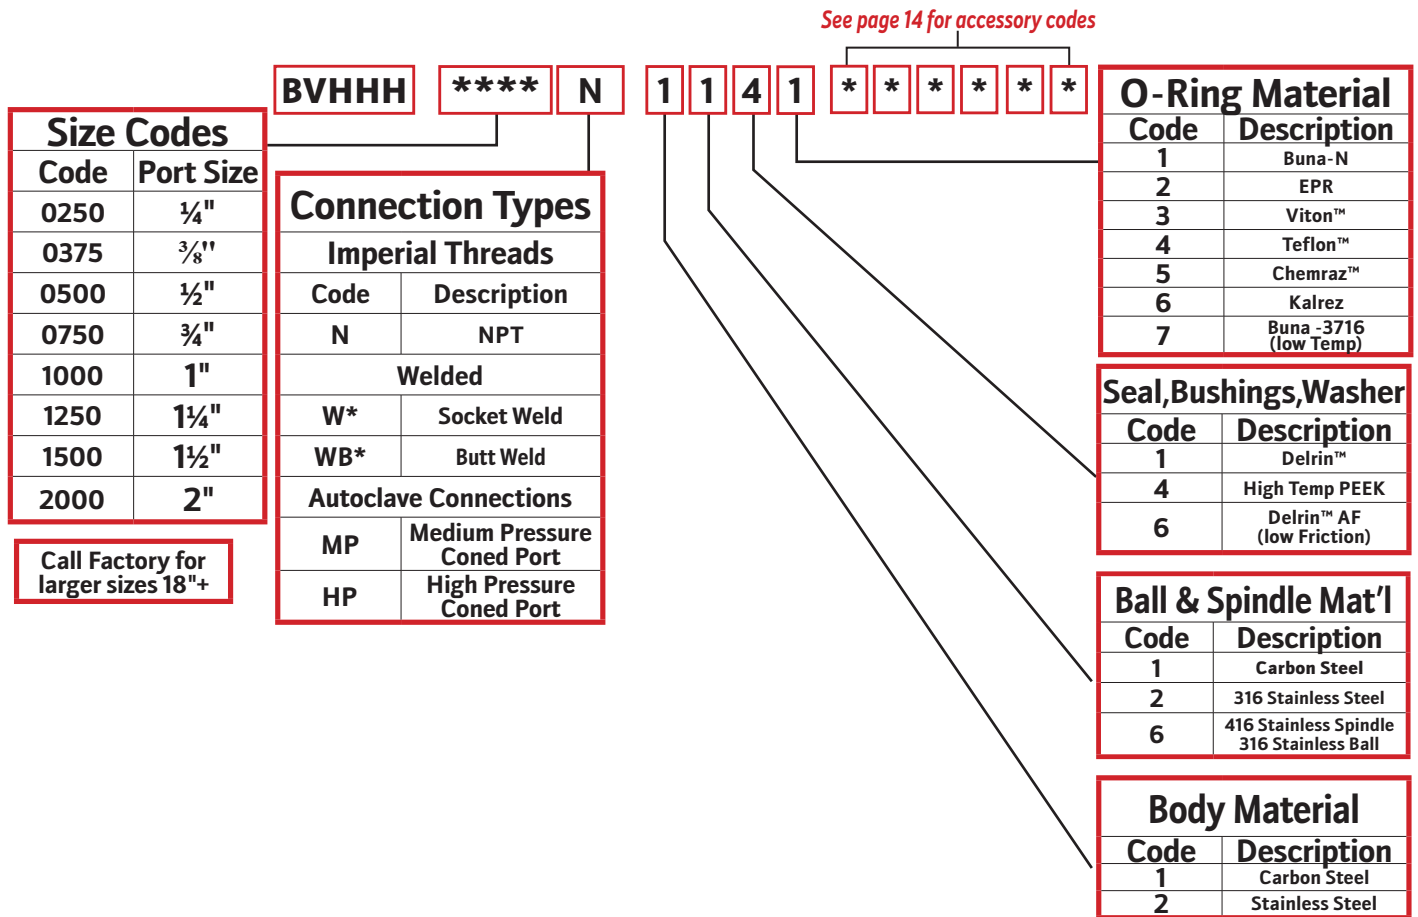 See page 14 for accessory codes
BVHHH **** N 1 1 4 1 * * * * * *
Size Codes
Code Port Size
0250 ¼"
0375 ⅜"
0500 ½"
0750 ¾"
1000 1"
1250 1¼"
1500 1½"
2000 2"
Call Factory for
larger sizes 18"+
Connection Types
Imperial Threads
Code Description
N NPT
Welded
W* Socket Weld
WB* Butt Weld
Autoclave Connections
MP Medium Pressure
Coned Port
HP High Pressure
Coned Port
O-Ring Material
Code Description
1 Buna-N
2 EPR
3 Viton™
4 Teflon™
5 Chemraz™
6 Kalrez
7 Buna -3716
(low Temp)
Seal,Bushings,Washer
Code Description
1 Delrin™
4 High Temp PEEK
6 Delrin™ AF
(low Friction)
Ball & Spindle Mat'l
Code Description
1 Carbon Steel
2 316 Stainless Steel
6 416 Stainless Spindle
316 Stainless Ball
Body Material
Code Description
1 Carbon Steel
2 Stainless Steel